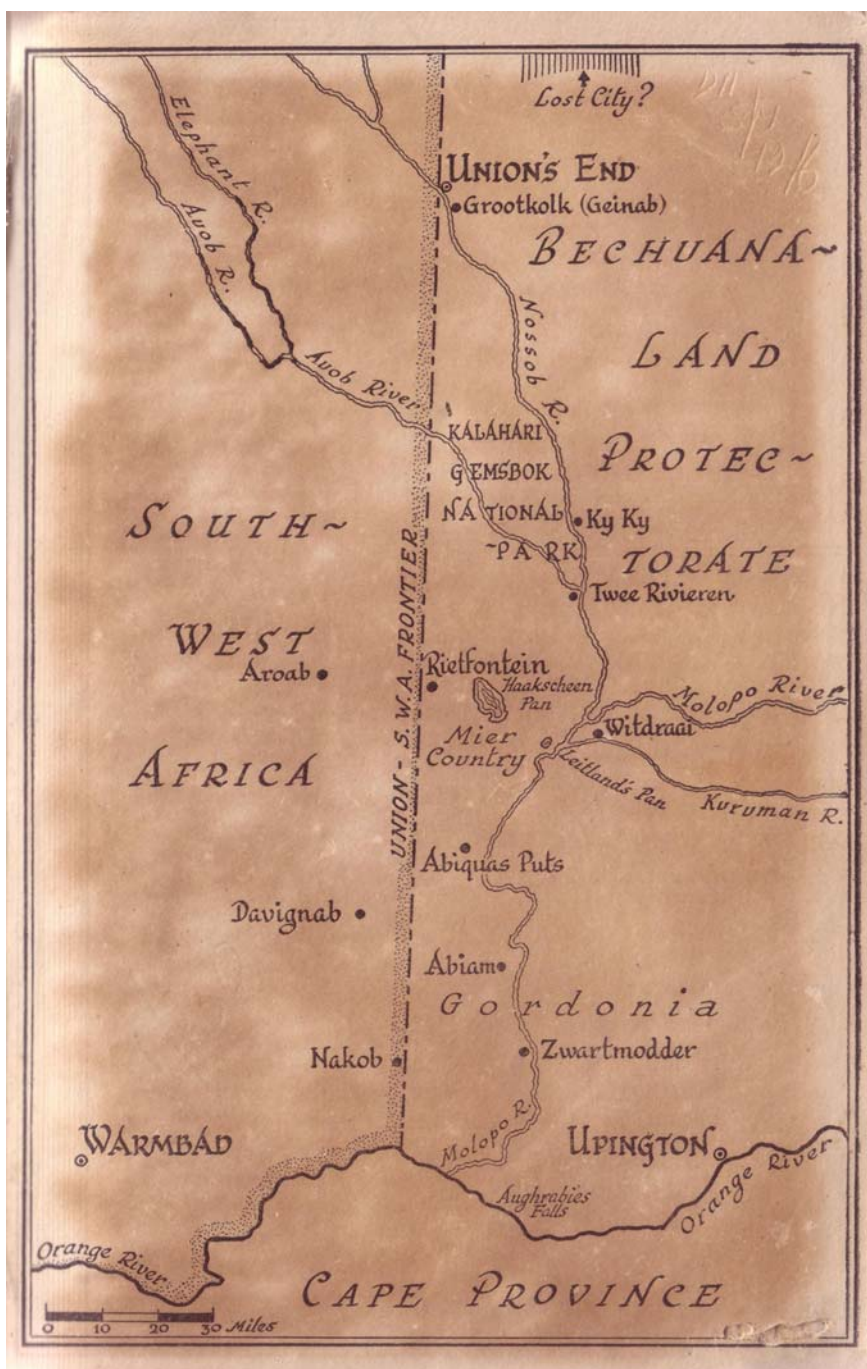 Lost City?
UNION'S END
Grootkolk (Geinab)
Elephant R.
Auob R.
BECHUANA~
Nossob R.
LAND
Auob River
KALAHARI
GEMSBOK
NATIONAL
~PARK
PROTEC~
SOUTH~
Ky Ky
TORATE
Twee Rivieren
WEST
Aroab
Rietfontein
Haakscheen
Pan
Molopo River
Mier
Country
Witdraai
UNION - S.W.A. FRONTIER
AFRICA
Zeitland's Pan
Kuruman R.
Abiquas Puts
Davignab
Abiam
Gordonia
Nakob
Zwartmodder
WARMBAD
Molopo R.
UPINGTON
Aughrabies
Falls
Orange River
Orange River
CAPE PROVINCE
0 10 20 30 Miles